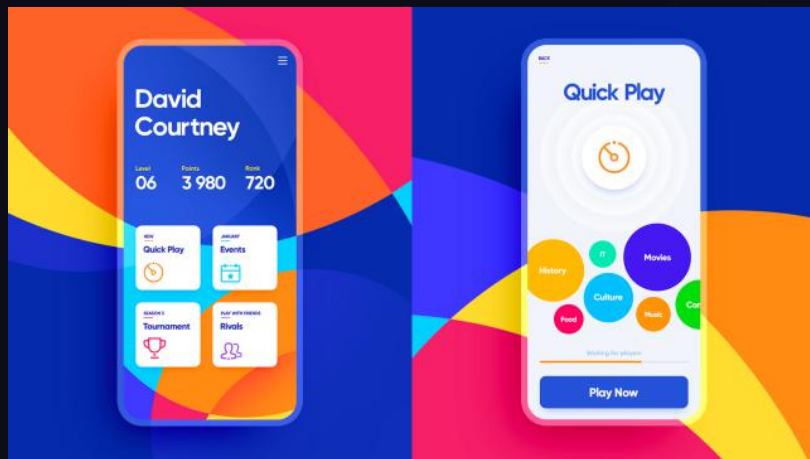 David
Courtney
Level
Points
Rank
06
3 980
720
NEW
Quick Play
JANUARY
Events
SEASON 5
Tournament
PLAY WITH FRIENDS
Rivals
BACK
Quick Play
History
IT
Movies
Culture
Food
Music
Waiting for players
Play Now